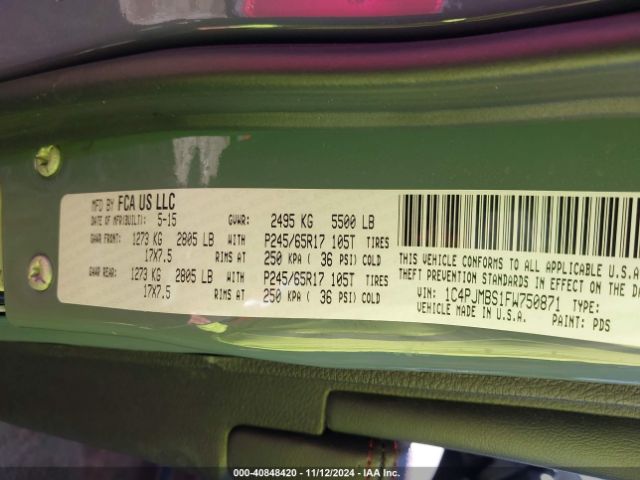 MFD BY FCA US LLC
DATE OF MFR(BUILT): 5-15 GVWR: 2495 KG 5500 LB
GAWR FRONT: 1273 KG 2805 LB WITH P245/65R17 105T TIRES
17X7.5 RIMS AT 250 KPA ( 36 PSI) COLD
GAWR REAR: 1273 KG 2805 LB WITH P245/65R17 105T TIRES
17X7.5 RIMS AT 250 KPA ( 36 PSI) COLD
THIS VEHICLE CONFORMS TO ALL APPLICABLE U.S.A.
THEFT PREVENTION STANDARDS IN EFFECT ON THE DA
VIN: 1C4PJMBS1FW750871 TYPE:
VEHICLE MADE IN U.S.A. PAINT: PDS
000-40848420 - 11/12/2024 - IAA Inc.